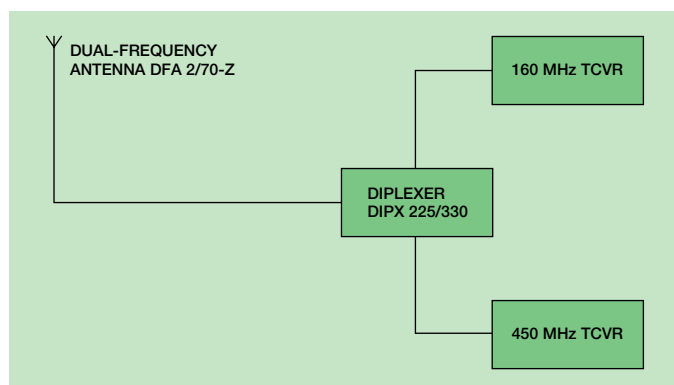 DUAL-FREQUENCY
ANTENNA DFA 2/70-Z
160 MHz TCVR
DIPLEXER
DIPX 225/330
450 MHz TCVR